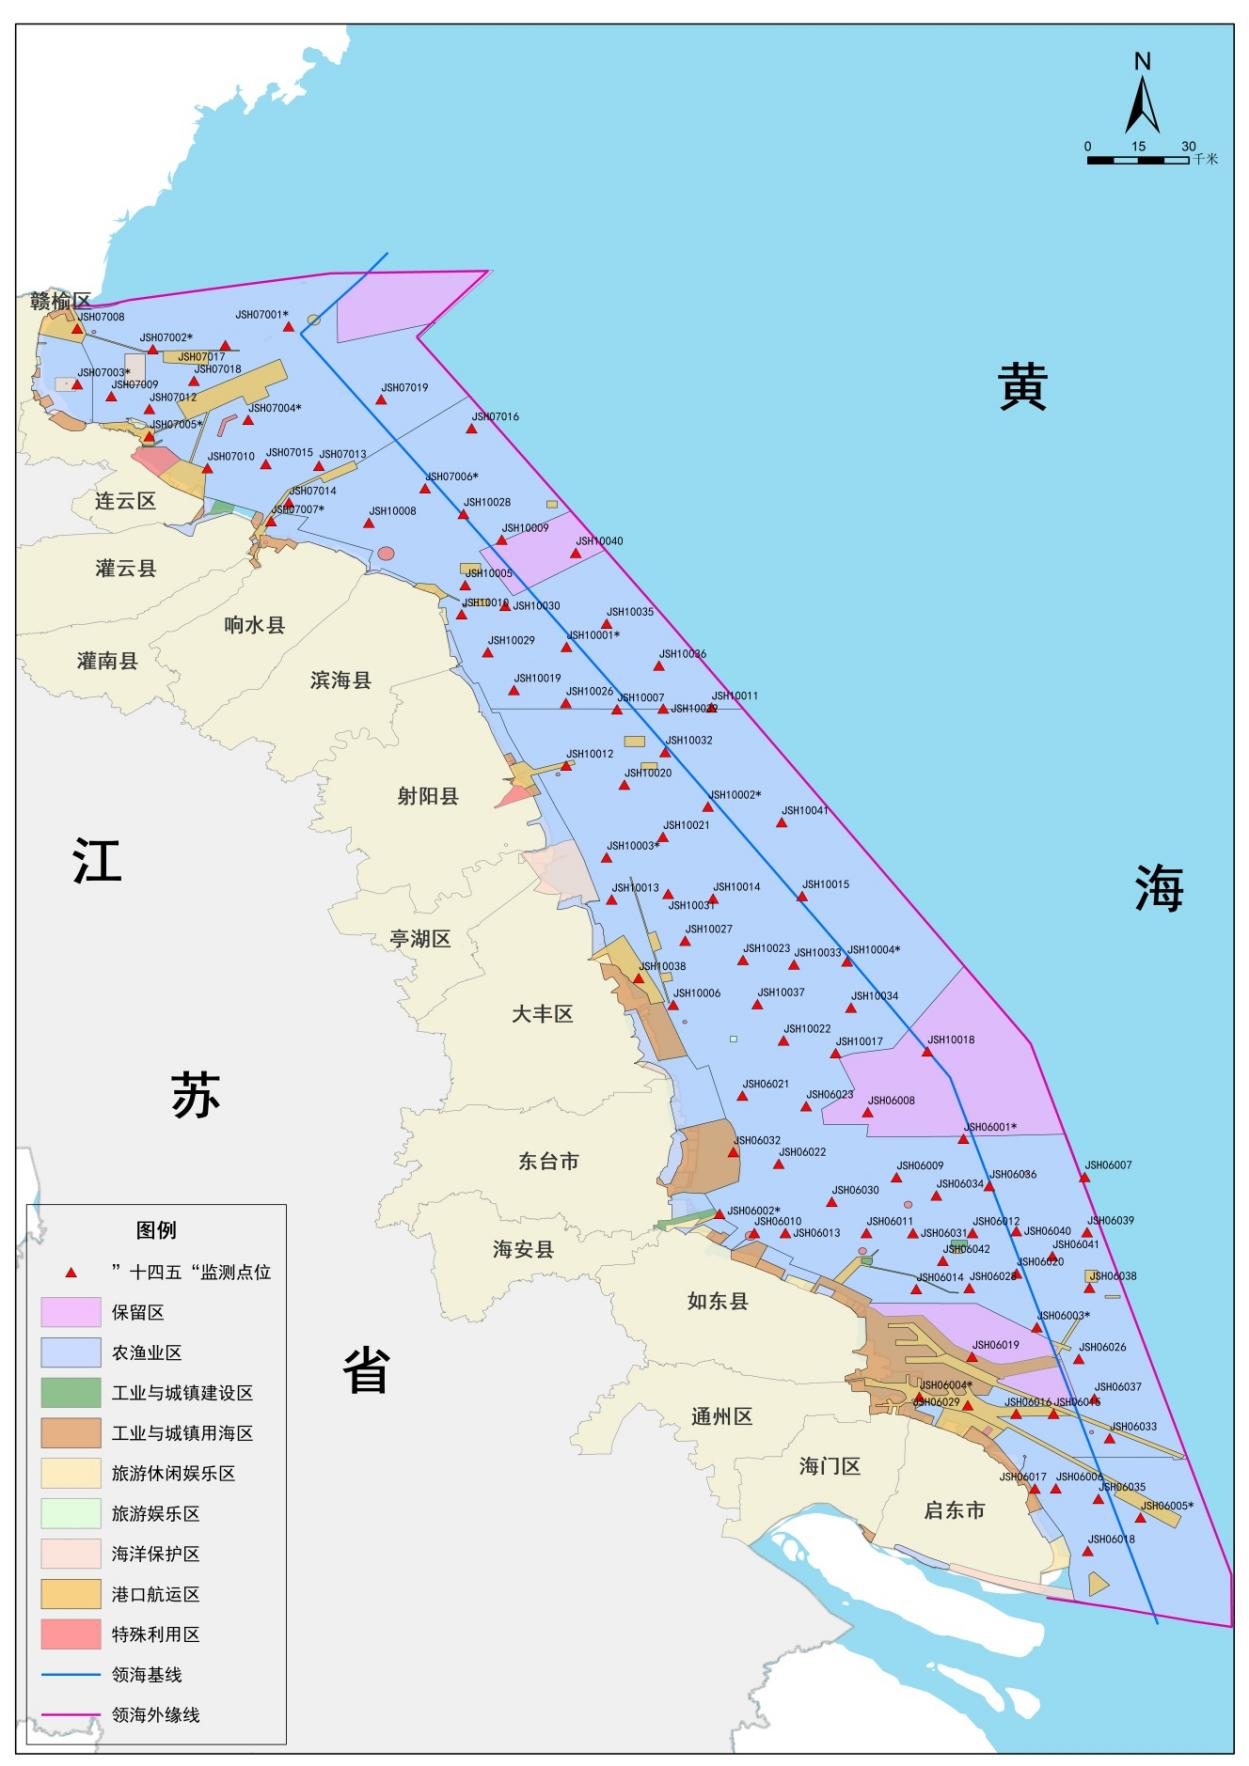 N
0 15 30
千米
赣榆区
JSH07008
JSH07001*
JSH07002*
JSH07017
JSH07003*
JSH07018
JSH07009
JSH07012
JSH07019
JSH07004*
JSH07005*
JSH07016
黄
JSH07010
JSH07015
JSH07013
JSH07006*
连云区
JSH07014
JSH07007*
JSH10008
JSH10028
JSH10009
JSH10040
灌云县
JSH10005
JSH10030
JSH10035
响水县
JSH10001*
灌南县
JSH10029
JSH10036
滨海县
JSH10019
JSH10026
JSH10007
JSH10011
JSH10032
JSH10012
JSH10020
射阳县
JSH10002*
JSH10041
JSH10021
JSH10003*
江
海
JSH10013
JSH10031
JSH10014
JSH10015
亭湖区
JSH10027
JSH10023
JSH10033
JSH10004*
JSH10038
JSH10006
JSH10037
JSH10034
大丰区
JSH10022
JSH10017
JSH10018
苏
JSH06021
JSH06023
JSH06008
JSH06001*
JSH06032
东台市
JSH06022
JSH06009
JSH06036
JSH06007
JSH06034
JSH06030
JSH06002*
JSH06010
JSH06013
JSH06011
JSH06031
JSH06012
JSH06040
JSH06039
海安县
JSH06042
JSH06041
JSH06020
JSH06014
JSH06028
JSH06038
如东县
JSH06003*
JSH06019
JSH06026
省
JSH06004*
JSH06029
JSH06016
JSH06037
通州区
JSH06033
海门区
JSH06017
JSH06006
JSH06035
JSH06005*
启东市
JSH06018
图例
”十四五“监测点位
保留区
农渔业区
工业与城镇建设区
工业与城镇用海区
旅游休闲娱乐区
旅游娱乐区
海洋保护区
港口航运区
特殊利用区
领海基线
领海外缘线